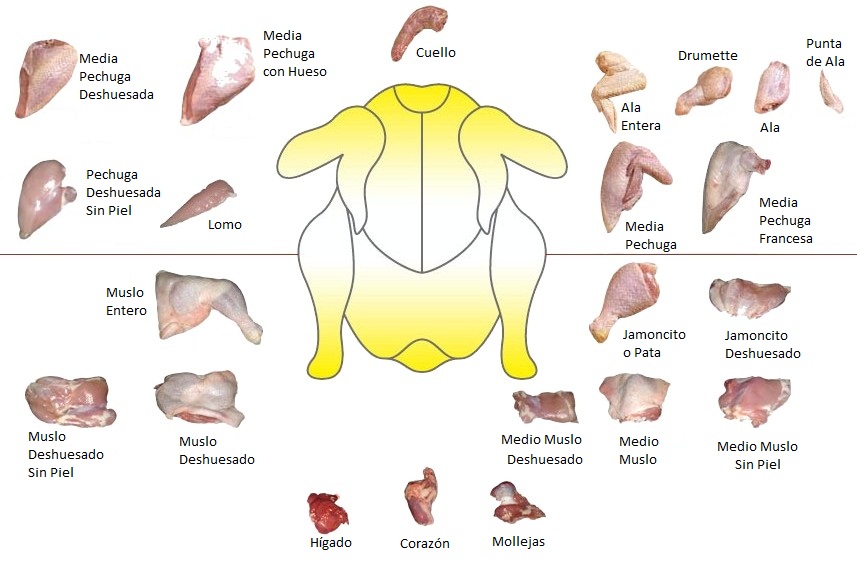 Media
Pechuga
Deshuesada
Media
Pechuga
con Hueso
Cuello
Drumette
Punta
de Ala
Ala
Entera
Ala
Pechuga
Deshuesada
Sin Piel
Lomo
Media
Pechuga
Media
Pechuga
Francesa
Muslo
Entero
Jamoncito
o Pata
Jamoncito
Deshuesado
Muslo
Deshuesado
Sin Piel
Muslo
Deshuesado
Medio Muslo
Deshuesado
Medio
Muslo
Medio Muslo
Sin Piel
Hígado
Corazón
Mollejas